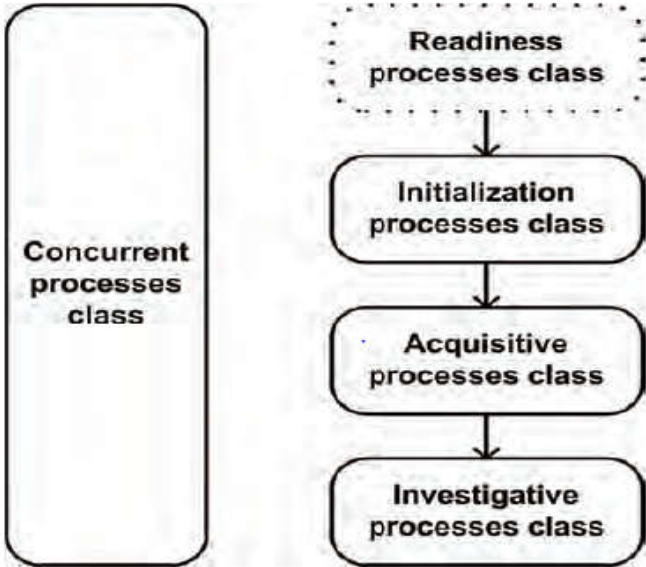 Concurrent
processes
class
Readiness
processes class
Initialization
processes class
Acquisitive
processes class
Investigative
processes class